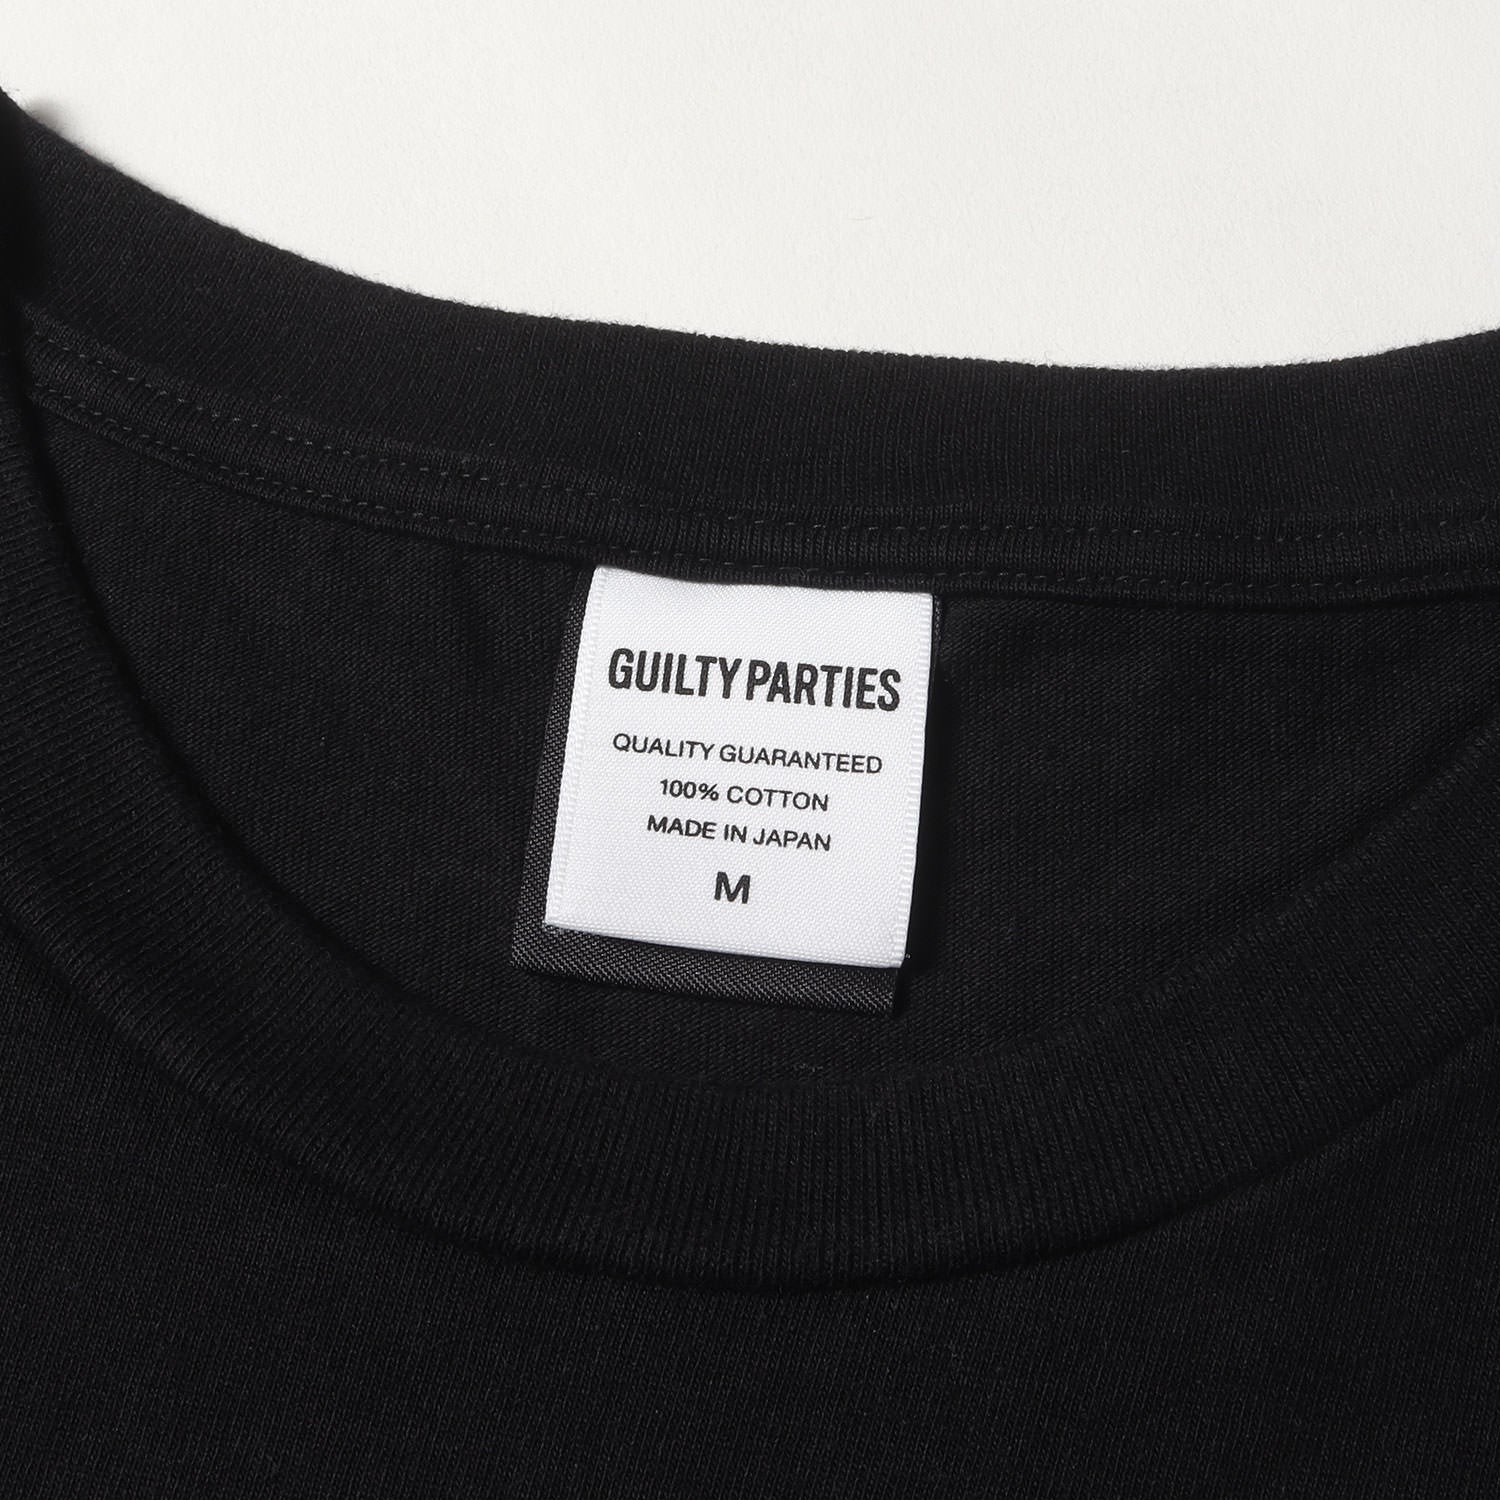 GUILTY PARTIES
QUALITY GUARANTEED
100% COTTON
MADE IN JAPAN
M